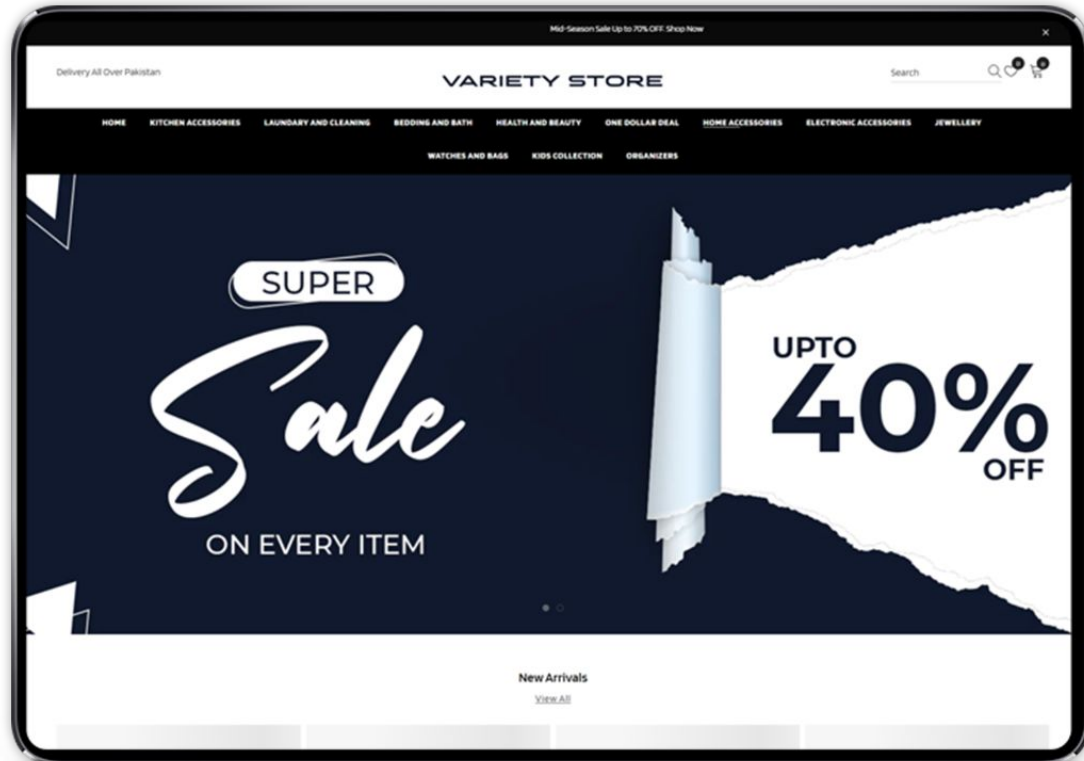 Mid-Season Sale Up to 70% OFF. Shop Now
Delivery All Over Pakistan
VARIETY STORE
Search
0
0
HOME KITCHEN ACCESSORIES LAUNDARY AND CLEANING BEDDING AND BATH HEALTH AND BEAUTY ONE DOLLAR DEAL HOME ACCESSORIES ELECTRONIC ACCESSORIES JEWELLERY
WATCHES AND BAGS KIDS COLLECTION ORGANIZERS
SUPER
Sale
ON EVERY ITEM
UPTO
40%
OFF
New Arrivals
View All